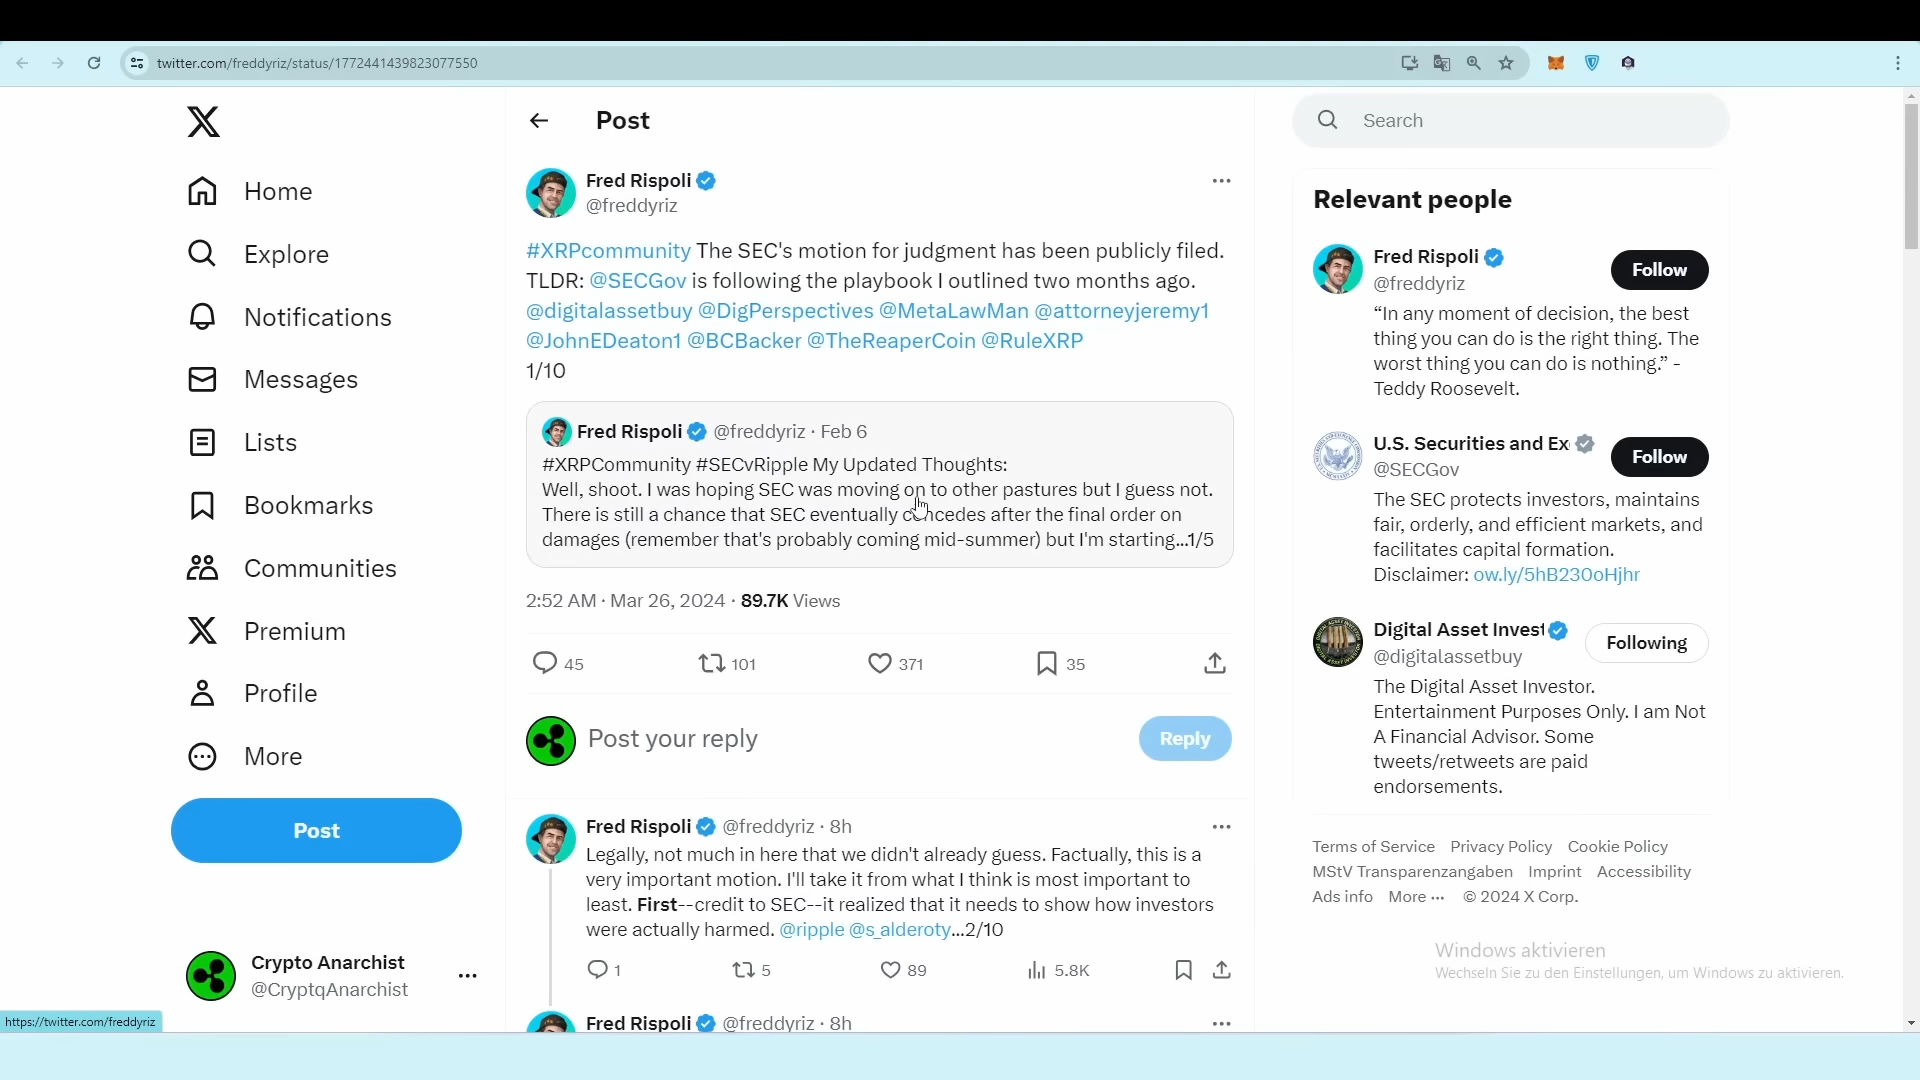 twitter.com/freddyriz/status/1772441439823077550
Home
Explore
Notifications
Messages
Lists
Bookmarks
Communities
Premium
Profile
More
Post
Crypto Anarchist
@CryptqAnarchist
https://twitter.com/freddyriz
Post
Fred Rispoli
@freddyriz
#XRPcommunity The SEC's motion for judgment has been publicly filed.
TLDR: @SECGov is following the playbook I outlined two months ago.
@digitalassetbuy @DigPerspectives @MetaLawMan @attorneyjeremy1
@JohnEDeaton1 @BCBacker @TheReaperCoin @RuleXRP
1/10
Fred Rispoli @freddyriz · Feb 6
#XRPCommunity #SECvRipple My Updated Thoughts:
Well, shoot. I was hoping SEC was moving on to other pastures but I guess not.
There is still a chance that SEC eventually concedes after the final order on
damages (remember that's probably coming mid-summer) but I'm starting...1/5
2:52 AM · Mar 26, 2024 · 89.7K Views
45 101 371 35
Post your reply
Reply
Fred Rispoli @freddyriz · 8h
Legally, not much in here that we didn't already guess. Factually, this is a
very important motion. I'll take it from what I think is most important to
least. First--credit to SEC--it realized that it needs to show how investors
were actually harmed. @ripple @s_alderoty...2/10
1 5 89 5.8K
Fred Rispoli @freddyriz · 8h
Search
Relevant people
Fred Rispoli
@freddyriz
Follow
“In any moment of decision, the best
thing you can do is the right thing. The
worst thing you can do is nothing.” -
Teddy Roosevelt.
U.S. Securities and Ex
@SECGov
Follow
The SEC protects investors, maintains
fair, orderly, and efficient markets, and
facilitates capital formation.
Disclaimer: ow.ly/5hB230oHjhr
Digital Asset Invest
@digitalassetbuy
Following
The Digital Asset Investor.
Entertainment Purposes Only. I am Not
A Financial Advisor. Some
tweets/retweets are paid
endorsements.
Terms of Service Privacy Policy Cookie Policy
MStV Transparenzangaben Imprint Accessibility
Ads info More ··· © 2024 X Corp.
Windows aktivieren
Wechseln Sie zu den Einstellungen, um Windows zu aktivieren.